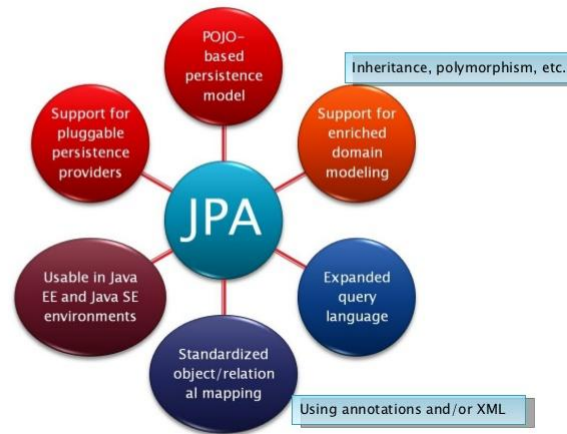 POJO-
based
persistence
model
Inheritance, polymorphism, etc.
Support for
pluggable
persistence
providers
Support for
enriched
domain
modeling
JPA
Usable in Java
EE and Java SE
environments
Expanded
query
language
Standardized
object/relation
al mapping
Using annotations and/or XML